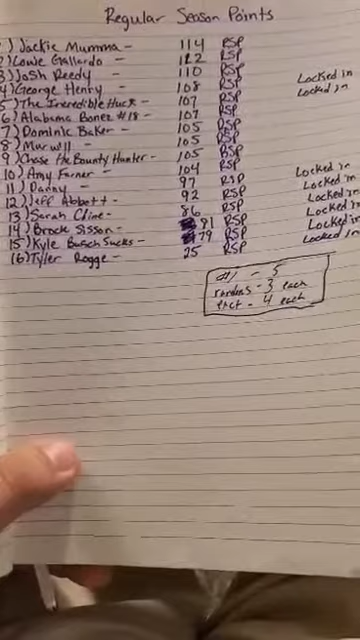 Regular Season Points
1) Jackie Mumma - 114 RSP
2) Lowie Gallardo - 112 RSP
3) Josh Reedy - 110 RSP
4) George Henry - 108 RSP Locked in
5) The Incredible Huck - 107 RSP Locked in
6) Alabama Bonez #18 - 107 RSP
7) Dominic Baker - 105 RSP
8) Murwill - 105 RSP
9) Chase the Bounty Hunter - 105 RSP
10) Amy Farner - 104 RSP
11) Danny - 97 RSP Locked in
12) Jeff Abbott - 92 RSP Locked in
13) Sarah Cline - 86 RSP Locked in
14) Brock Sisson - 81 RSP Locked in
15) Kyle Busch Sucks - 79 RSP Locked in
16) Tyler Rogge - 25 RSP Locked in
#1 - 5
randoms - 3 each
- 4 each